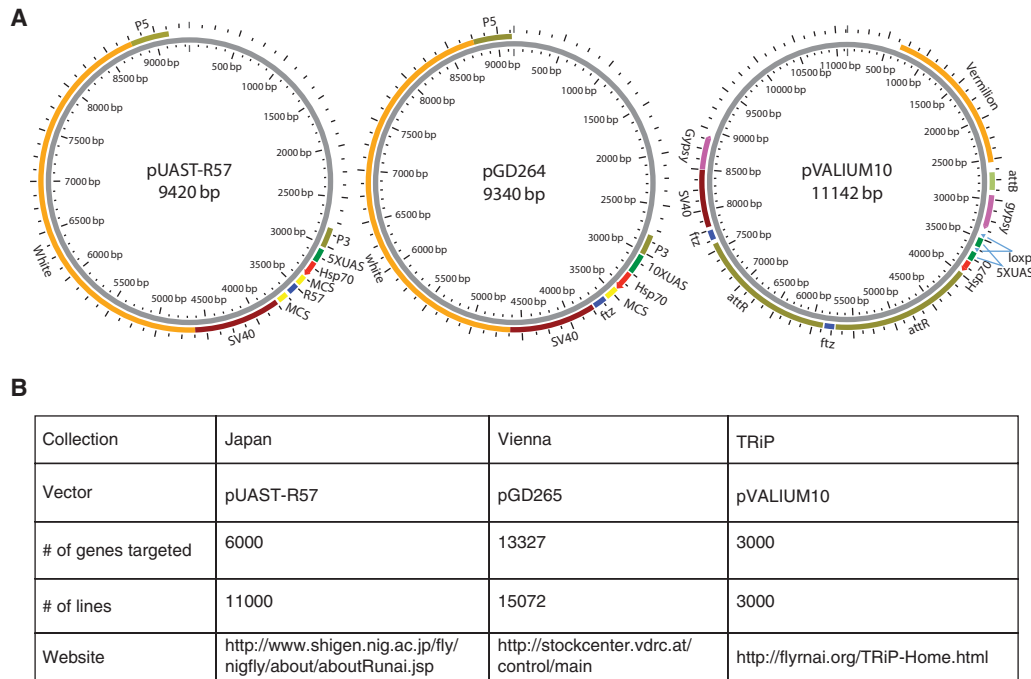 A
P5
9000 bp
500 bp
1000 bp
1500 bp
2000 bp
2500 bp
3000 bp
3500 bp
4000 bp
4500 bp
5000 bp
5500 bp
6000 bp
6500 bp
7000 bp
7500 bp
8000 bp
8500 bp
pUAST-R57
9420 bp
P3
5XUAS
Hsp70
MCS
R57
MCS
SV40
White
P5
9000 bp
500 bp
1000 bp
1500 bp
2000 bp
2500 bp
3000 bp
3500 bp
4000 bp
4500 bp
5000 bp
5500 bp
6000 bp
6500 bp
7000 bp
7500 bp
8000 bp
8500 bp
pGD264
9340 bp
P3
10XUAS
Hsp70
MCS
ftz
SV40
white
11000 bp
500 bp
1000 bp
1500 bp
2000 bp
2500 bp
3000 bp
3500 bp
4000 bp
4500 bp
5000 bp
5500 bp
6000 bp
6500 bp
7000 bp
7500 bp
8000 bp
8500 bp
9000 bp
9500 bp
10000 bp
10500 bp
pVALIUM10
11142 bp
Vermilion
attB
gypsy
loxp
5XUAS
Hsp70
attR
ftz
attR
ftz
SV40
Gypsy
B
Collection Japan Vienna TRiP
Vector pUAST-R57 pGD265 pVALIUM10
# of genes targeted 6000 13327 3000
# of lines 11000 15072 3000
Website http://www.shigen.nig.ac.jp/fly/ nigfly/about/aboutRunai.jsp http://stockcenter.vdrc.at/ control/main http://flyrnai.org/TRiP-Home.html